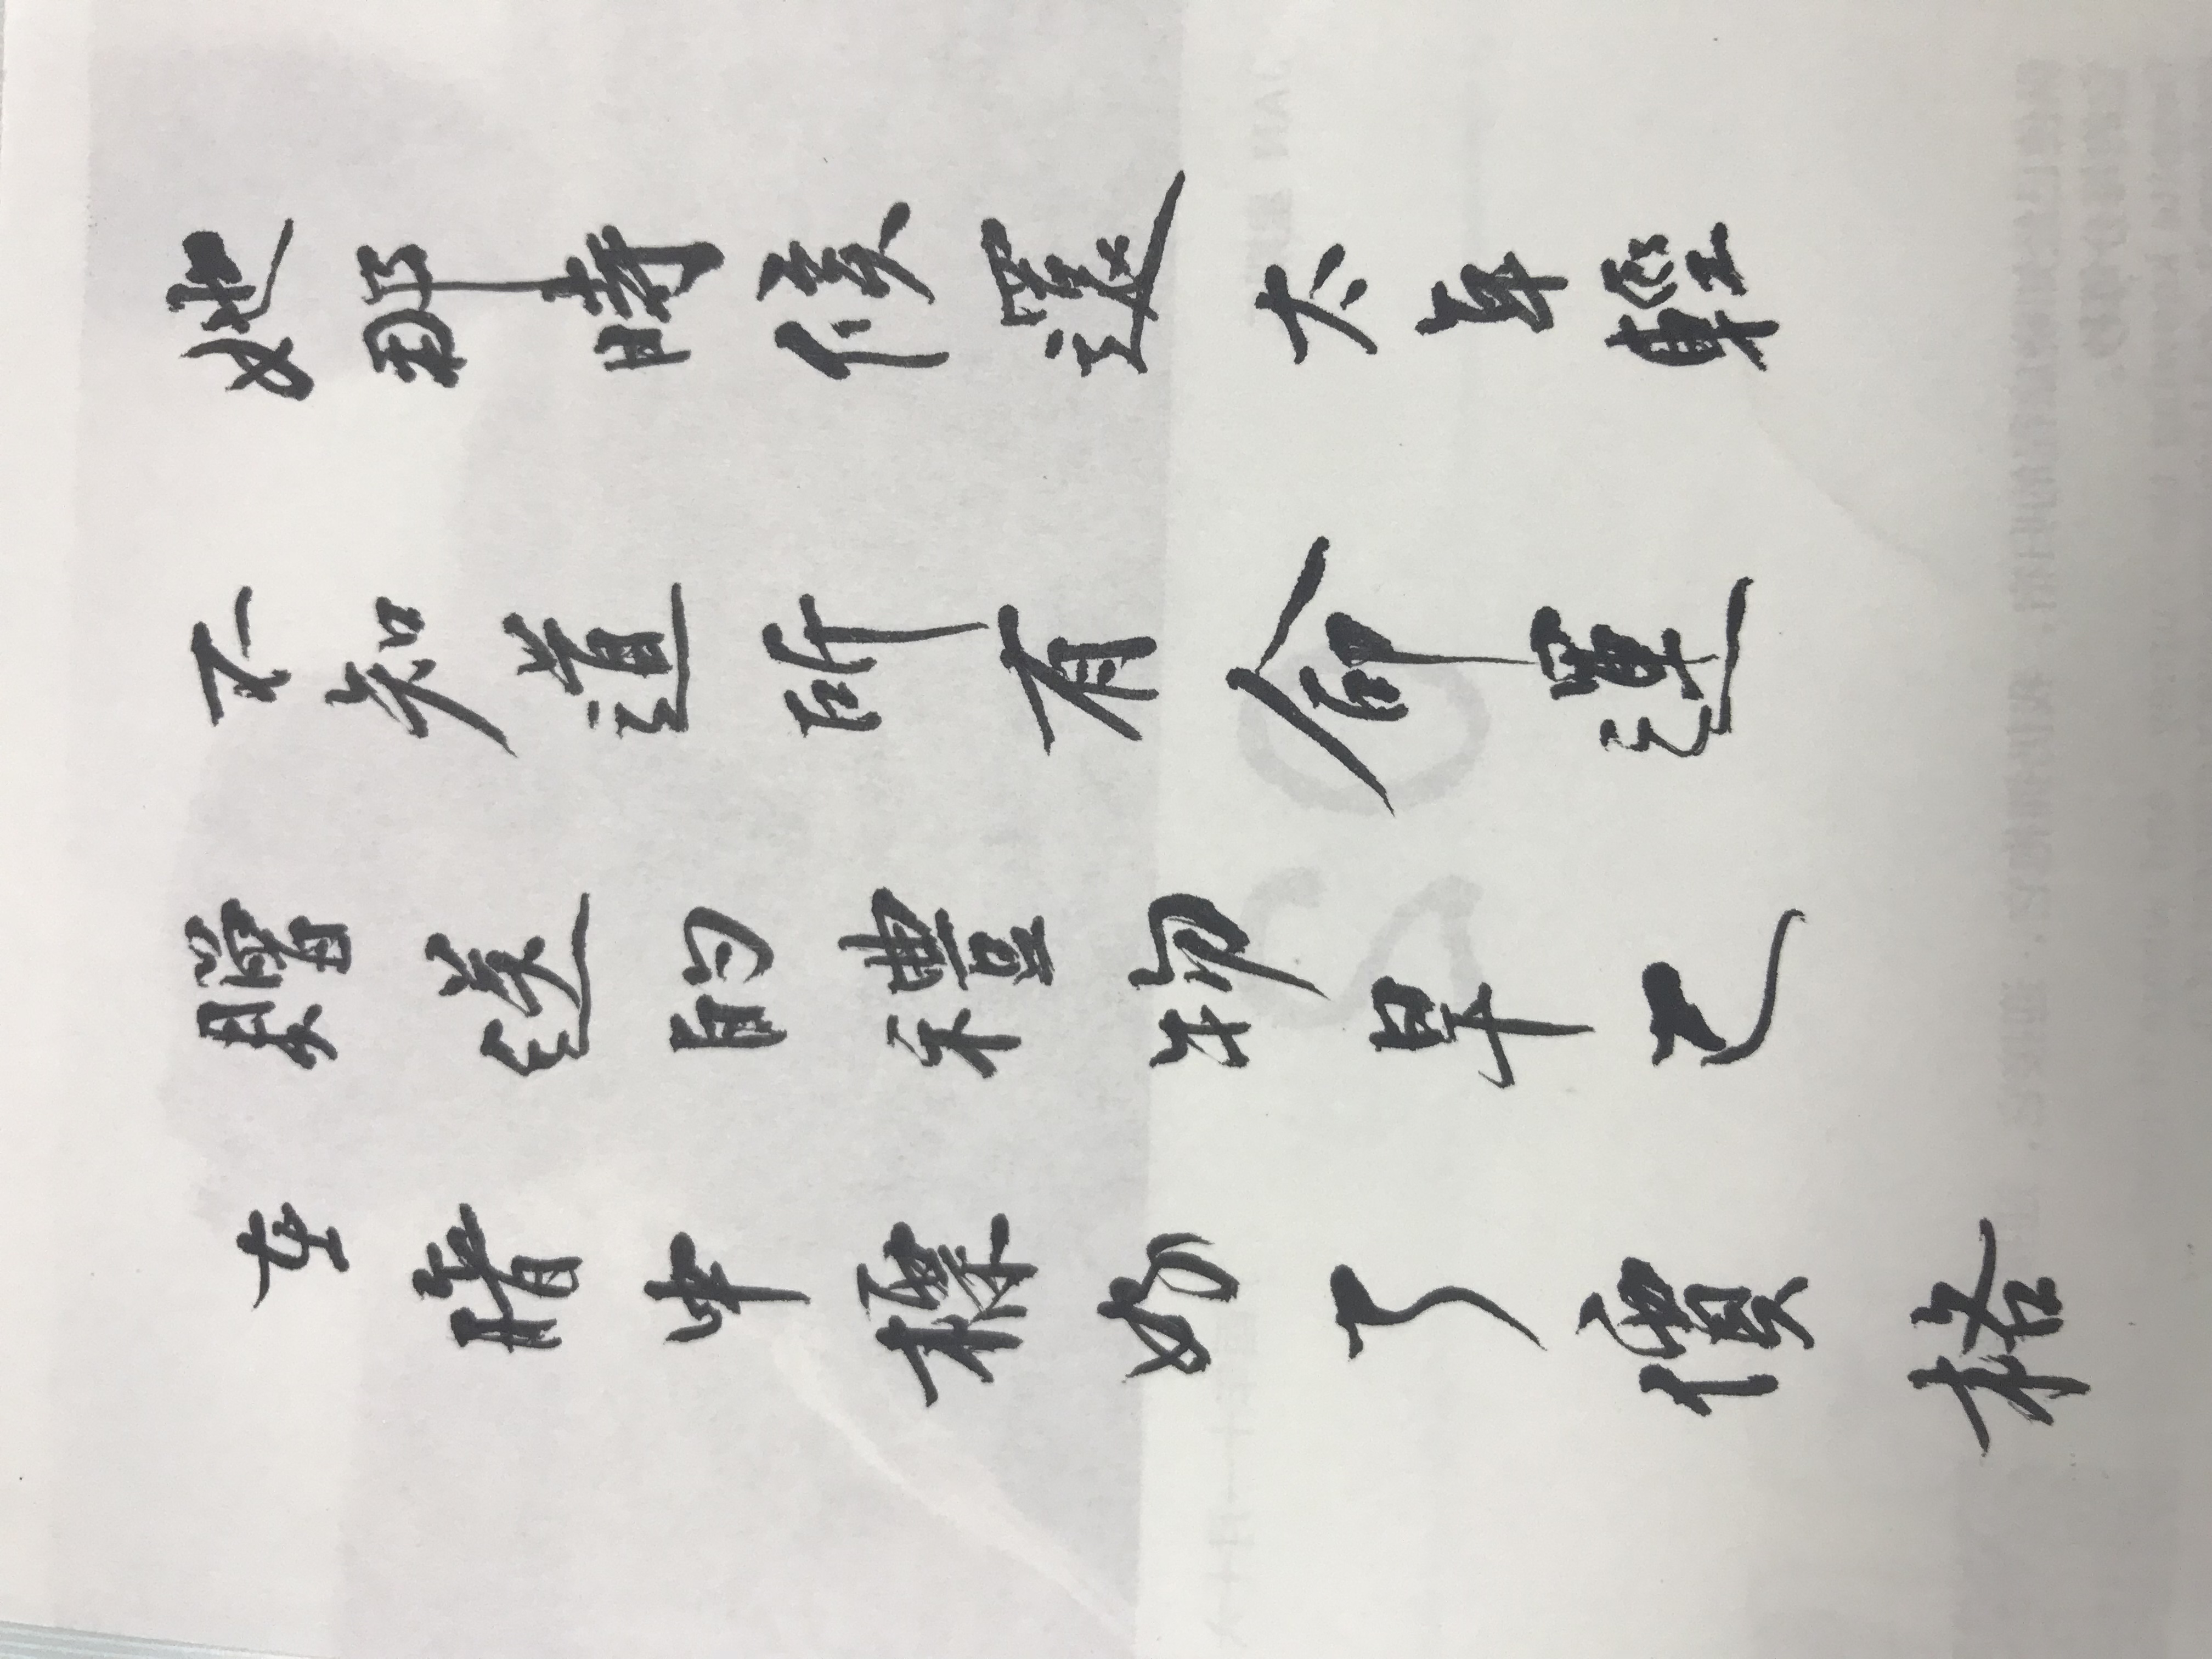 她那時候還太年輕
不知道所有命運
贈送的禮物早已
在暗中標好了價格